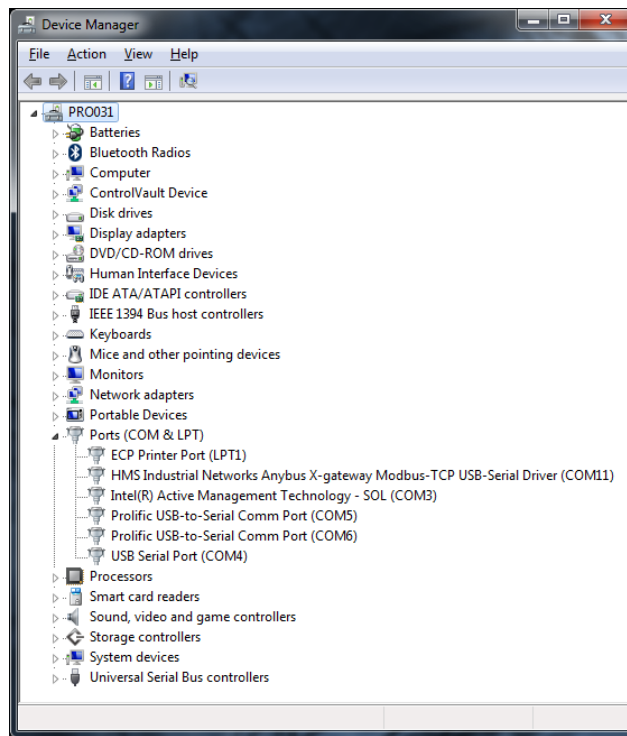 Device Manager
File Action View Help
PRO031
Batteries
Bluetooth Radios
Computer
ControlVault Device
Disk drives
Display adapters
DVD/CD-ROM drives
Human Interface Devices
IDE ATA/ATAPI controllers
IEEE 1394 Bus host controllers
Keyboards
Mice and other pointing devices
Monitors
Network adapters
Portable Devices
Ports (COM & LPT)
ECP Printer Port (LPT1)
HMS Industrial Networks Anybus X-gateway Modbus-TCP USB-Serial Driver (COM11)
Intel(R) Active Management Technology - SOL (COM3)
Prolific USB-to-Serial Comm Port (COM5)
Prolific USB-to-Serial Comm Port (COM6)
USB Serial Port (COM4)
Processors
Smart card readers
Sound, video and game controllers
Storage controllers
System devices
Universal Serial Bus controllers